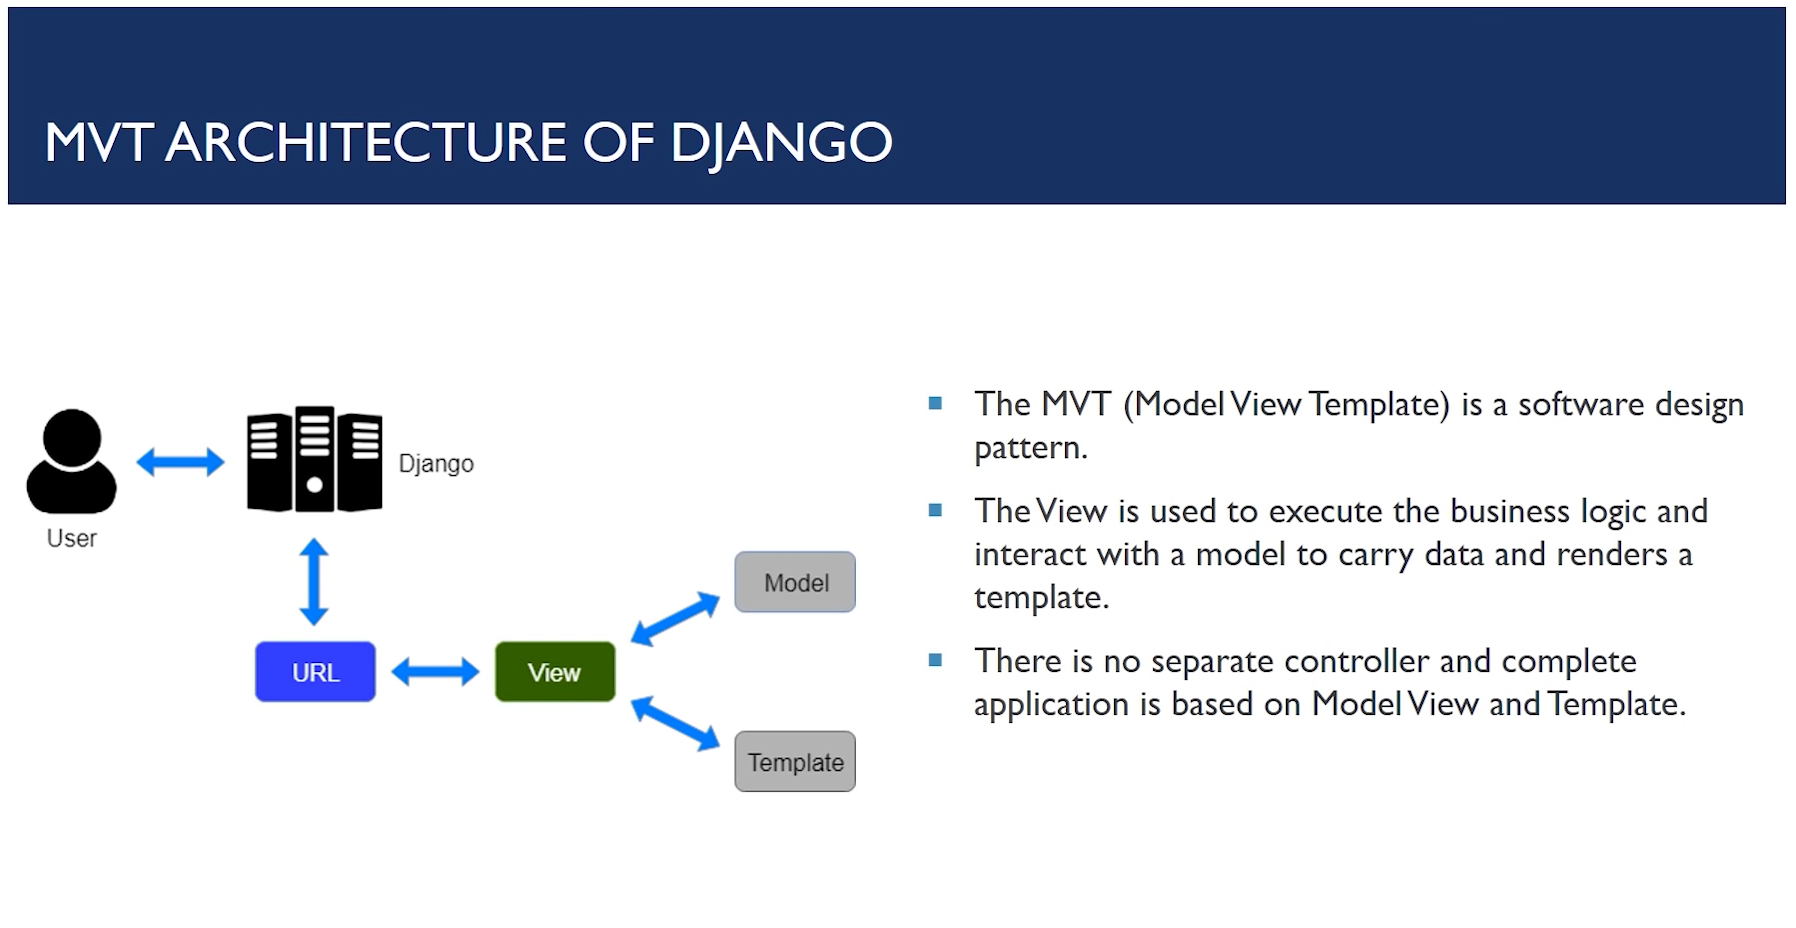 MVT ARCHITECTURE OF DJANGO
User
Django
URL
View
Model
Template
The MVT (Model View Template) is a software design
pattern.
The View is used to execute the business logic and
interact with a model to carry data and renders a
template.
There is no separate controller and complete
application is based on Model View and Template.